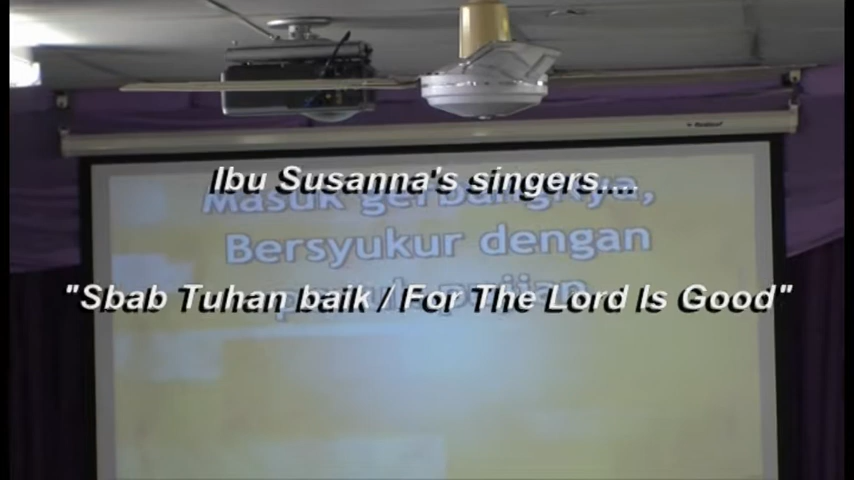 Ibu Susanna's singers....
Masuk gerbangNya,
Bersyukur dengan
"Sbab Tuhan baik / For The Lord Is Good"